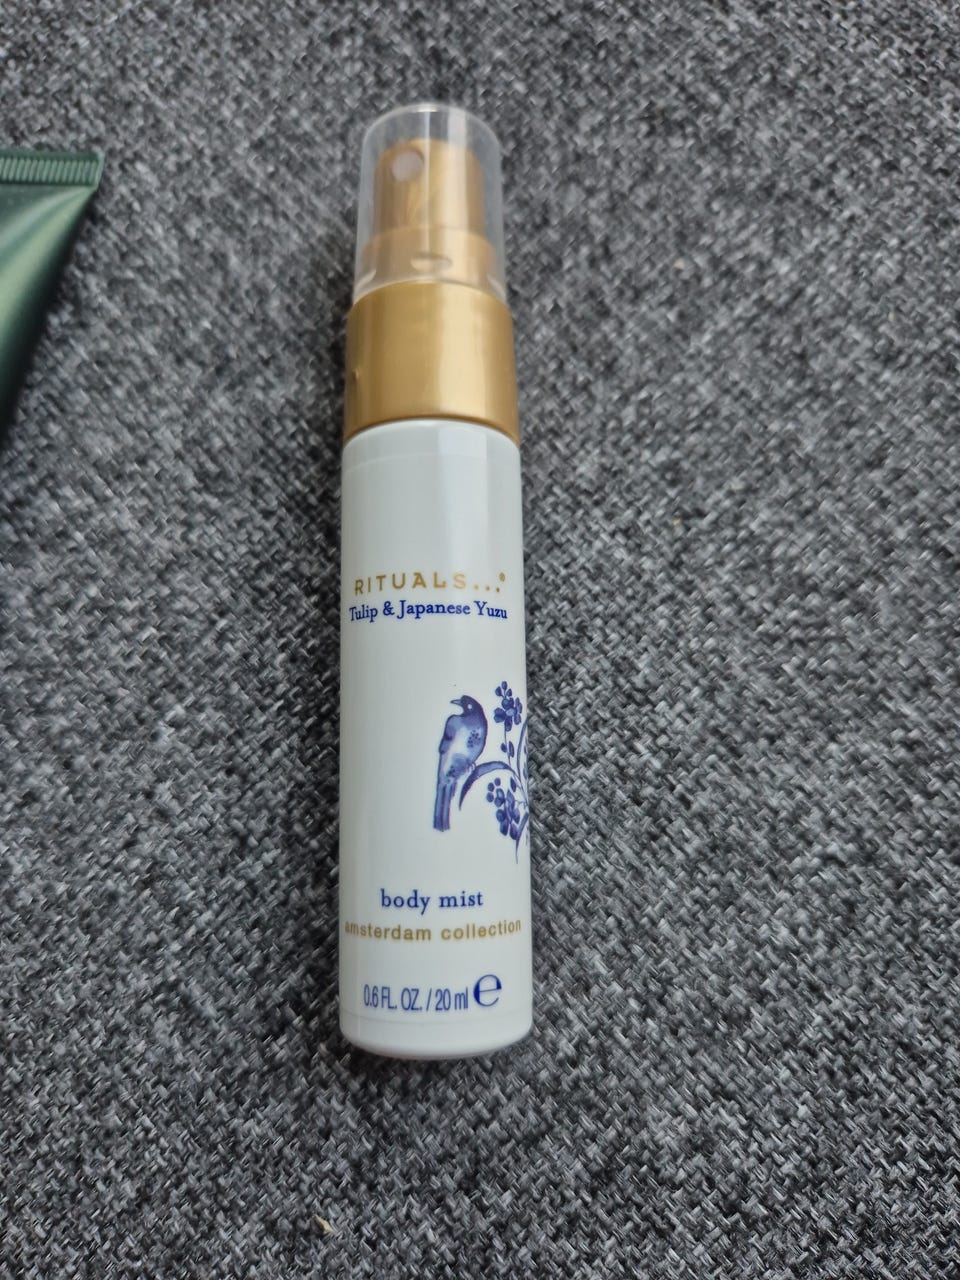 RITUALS...®
Tulip & Japanese Yuzu
body mist
amsterdam collection
0.6 FL. OZ. / 20 ml ℮